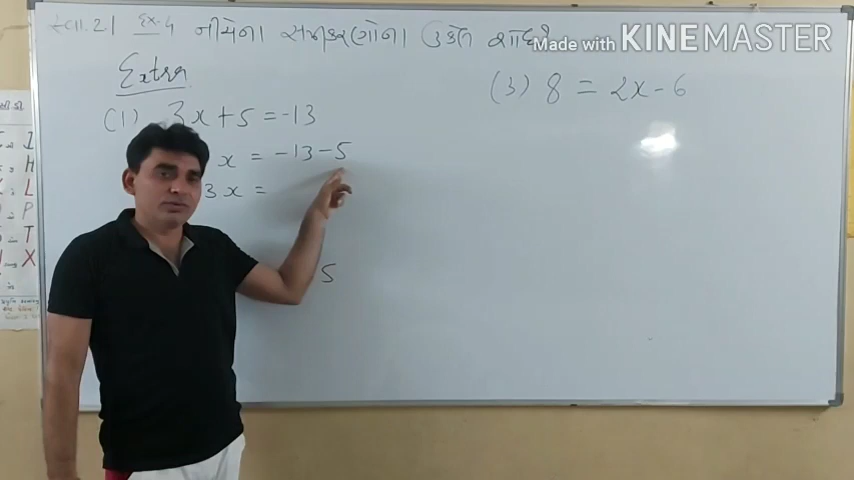 Ex-4 નીચેના સમીકરણોના ઉકેલ
Made with KINEMASTER
Extra
(1) 3x + 5 = -13
x = -13 - 5
3x =
5
(3) 8 = 2x - 6
I
H
L
P
T
X